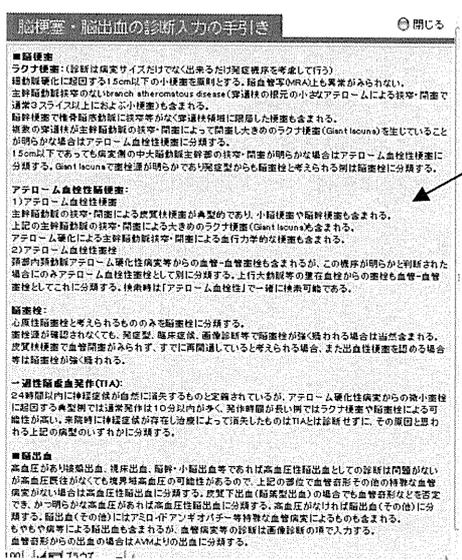 脳梗塞・脳出血の診断入力の手引き
閉じる
■脳梗塞
ラクナ梗塞:(診断は病変サイズだけでなく出来るだけ発症機序を考慮して行う)
細動脈硬化に起因する1.5cm以下の小梗塞を原則とする。脳血管写(MRA)上も異常がみられない。
主幹脳動脈狭窄のないbranch atheromatous disease(穿通枝の根元の小さなアテロームによる狭窄・閉塞で
通常3スライス以上におよぶ小梗塞)も含まれる。
脳幹梗塞で椎骨脳底動脈に狭窄等がなく穿通枝領域に限局した梗塞も含まれる。
複数の穿通枝が主幹脳動脈の狭窄・閉塞によって閉塞し大きめのラクナ梗塞(Giant lacuna)を生じていること
が明らかな場合はアテローム血栓性梗塞に分類する。
1.5cm以下であっても病変側の中大脳動脈主幹部の狭窄・閉塞が明らかな場合はアテローム血栓性梗塞に
分類する。Giant lacunaで塞栓源が明らかであり発症型からも脳塞栓と考えられる例は脳塞栓に分類する。
アテローム血栓性脳梗塞:
1)アテローム血栓性梗塞
主幹脳動脈の狭窄・閉塞による皮質枝梗塞が典型的であり、小脳梗塞や脳幹梗塞も含まれる。
上記の主幹脳動脈の狭窄・閉塞による大きめのラクナ梗塞(Giant lacuna)も含まれる。
アテローム硬化による主幹脳動脈狭窄・閉塞による血行力学的な梗塞も含まれる。
2)アテローム血栓性塞栓
頚部内頚動脈アテローム硬化性病変等からの血管-血管塞栓も含まれるが、この機序が明らかと判断された
場合にのみアテローム血栓性塞栓として別に分類する。上行大動脈等の壁在血栓からの塞栓も血管-血管
塞栓としてこれに分類する。検索時は「アテローム血栓性」で一緒に検索可能である。
脳塞栓:
心原性脳塞栓と考えられるもののみを脳塞栓に分類する。
塞栓源が確認されなくても、発症型、臨床症状、画像診断等で脳塞栓が強く疑われる場合は当然含まれる。
皮質枝梗塞で血管閉塞がみられず、すでに再開通していると考えられる場合、また出血性梗塞を認める場合
等は脳塞栓が強く疑われる。
一過性脳虚血発作(TIA):
24時間以内に神経症状が自然に消失するものと定義されているが、アテローム硬化性病変からの微小塞栓
に起因する典型例では通常発作は10分以内が多く、発作時間が長い例ではラクナ梗塞や脳塞栓による可
能性が高い。来院時に神経症状が存在し治療によって消失したものはTIAとは診断せずに、その原因と思わ
れる上記の病型のいずれかに分類する。
■脳出血
高血圧があり被殻出血、視床出血、脳幹・小脳出血等であれば高血圧性脳出血としての診断は問題がない
が高血圧既往がなくても境界域高血圧の可能性があるので、上記の部位で血管奇形その他の特殊な血管
病変がない場合は高血圧性脳出血に分類する。皮質下出血(脳葉型出血)の場合でも血管奇形などを否定
でき、かつ明らかな高血圧があれば高血圧性脳出血に分類する。高血圧がなければ脳出血(その他)に分
類する。脳出血(その他)にはアミロイドアンギオパチー等特殊な血管病変によるものも含まれる。
もやもや病等による脳出血も含まれるが、血管病変等の診断は画像診断の項で入力する。
血管奇形からの出血の場合はAVMよりの出血に分類する。